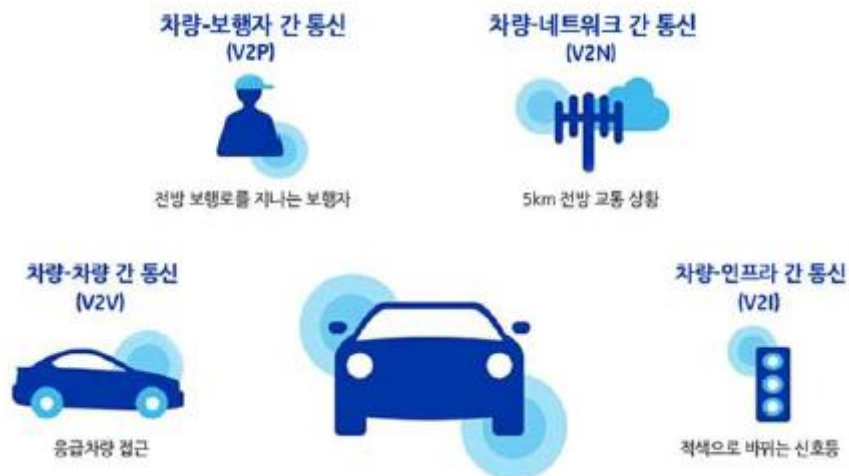 차량-보행자 간 통신
(V2P)
전방 보행로를 지나는 보행자
차량-네트워크 간 통신
(V2N)
5km 전방 교통 상황
차량-차량 간 통신
(V2V)
응급차량 접근
차량-인프라 간 통신
(V2I)
적색으로 바뀌는 신호등